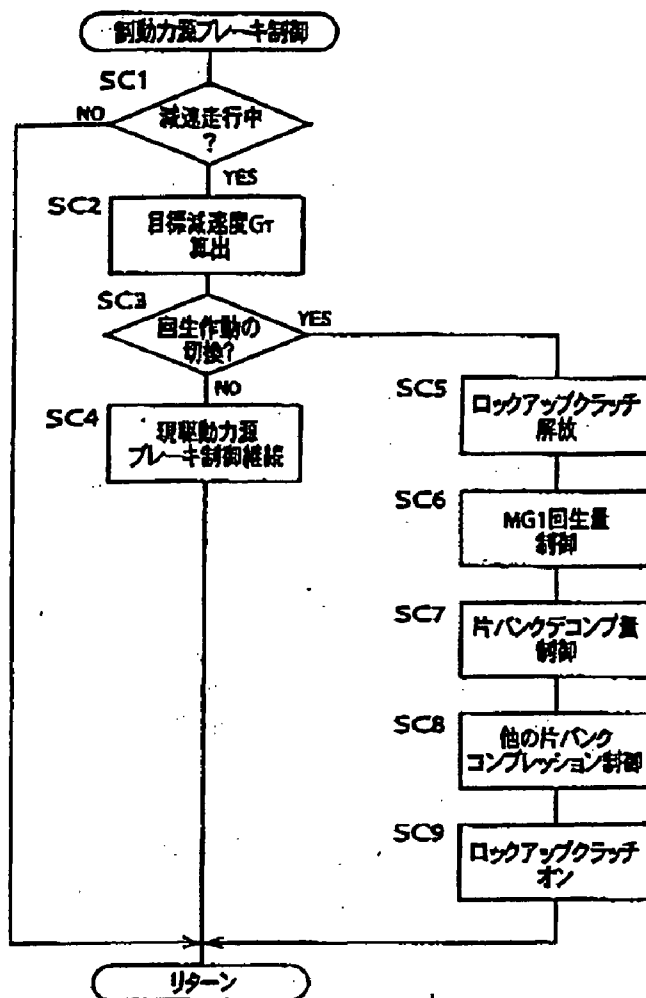 制動力源ブレーキ制御
SC1
NO
減速走行中
?
YES
SC2
目標減速度GT
算出
SC3
回生作動の
切換?
YES
NO
SC4
現駆動力源
ブレーキ制御継続
SC5
ロックアップクラッチ
解放
SC6
MG1回生量
制御
SC7
片バンクデコンプ量
制御
SC8
他の片バンク
コンプレッション制御
SC9
ロックアップクラッチ
オン
リターン